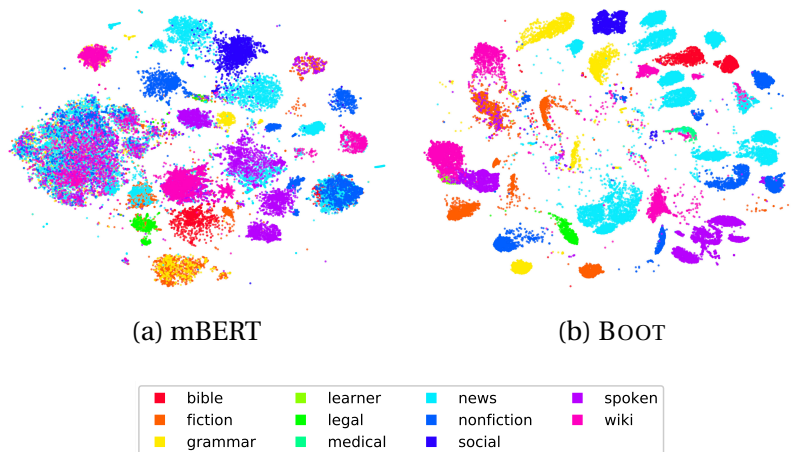 (a) mBERT (b) BOOT
bible learner news spoken
fiction legal nonfiction wiki
grammar medical social